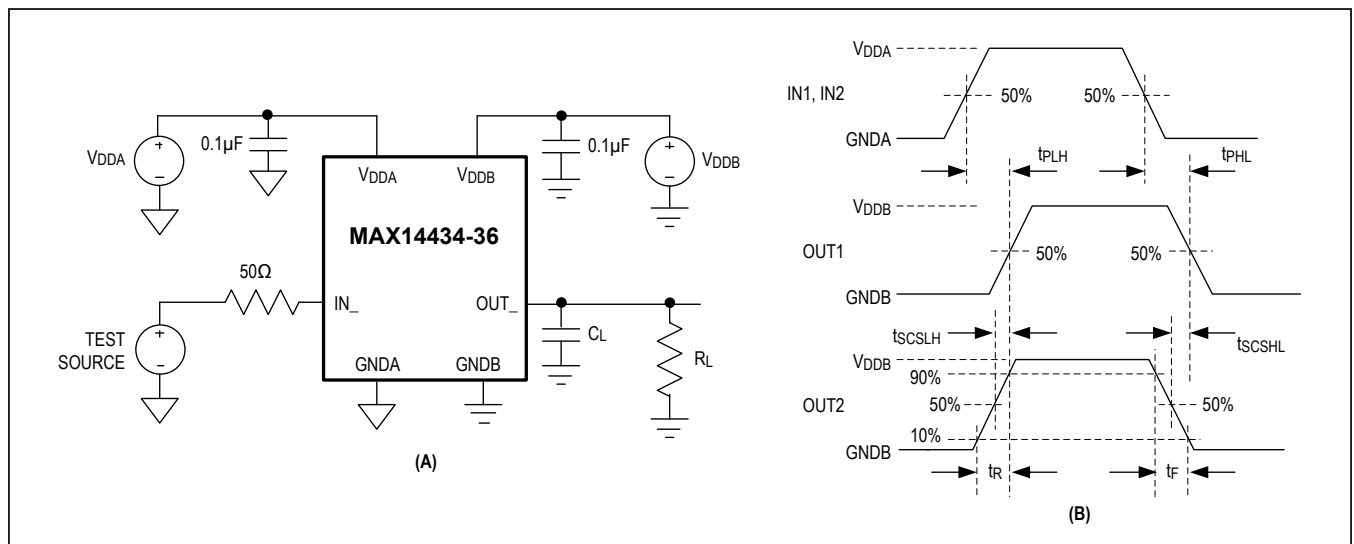 VDDA
0.1µF
0.1µF
VDDB
VDDA
VDDB
MAX14434-36
50Ω
IN_
OUT_
TEST
SOURCE
CL
RL
GNDA
GNDB
(A)
VDDA
IN1, IN2
50%
50%
GNDA
tPLH
tPHL
VDDB
OUT1
50%
50%
GNDB
tSCSLH
tSCSHL
VDDB
90%
OUT2
50%
50%
10%
GNDB
tR
tF
(B)